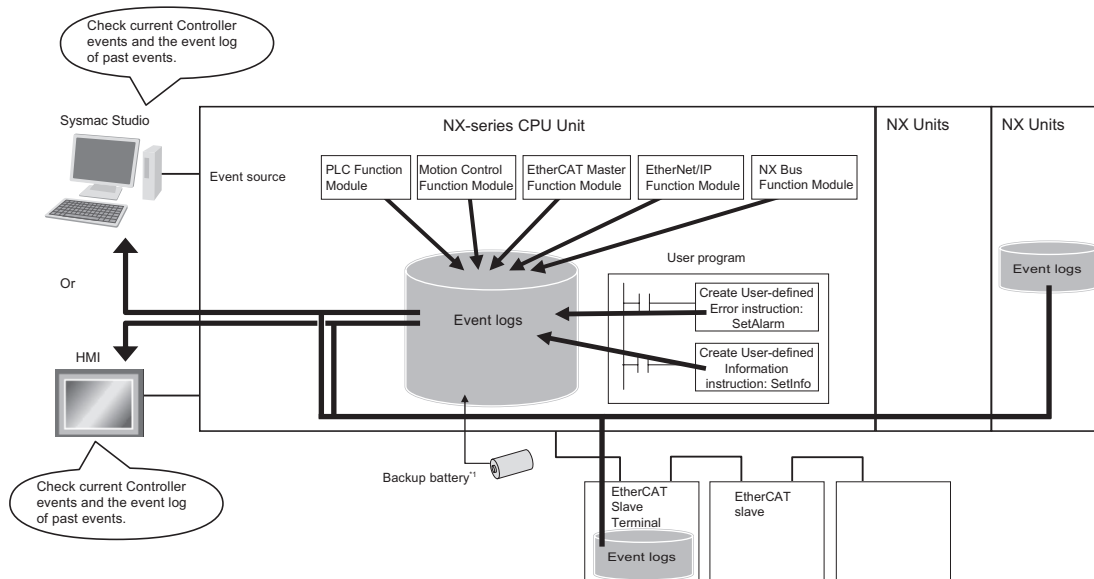 Check current Controller
events and the event log
of past events.
Sysmac Studio
NX-series CPU Unit
NX Units
NX Units
Event source
PLC Function
Module
Motion Control
Function Module
EtherCAT Master
Function Module
EtherNet/IP
Function Module
NX Bus
Function Module
User program
Event logs
Or
Event logs
Create User-defined
Error instruction:
SetAlarm
Create User-defined
Information
instruction: SetInfo
HMI
Backup battery*1
Check current Controller
events and the event log
of past events.
EtherCAT
Slave
Terminal
EtherCAT
slave
Event logs